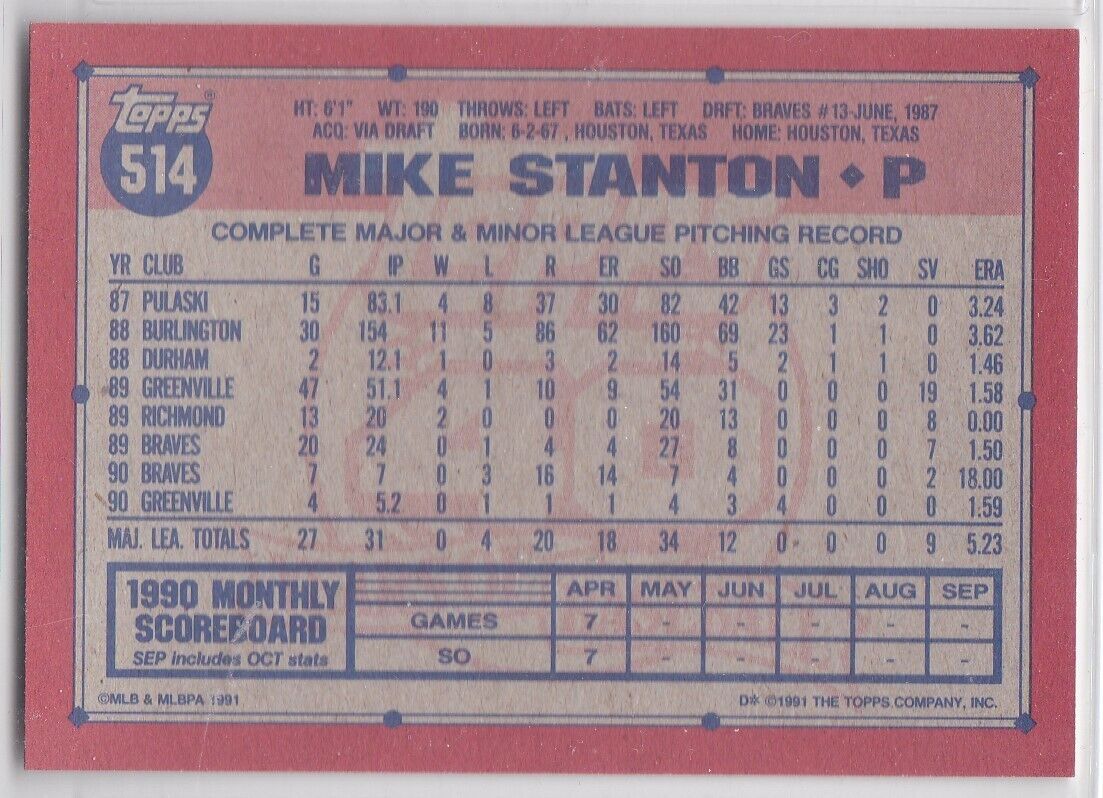 Topps®
514
HT: 6'1" WT: 190 THROWS: LEFT BATS: LEFT DRFT: BRAVES #13-JUNE, 1987
ACQ: VIA DRAFT BORN: 6-2-67 , HOUSTON, TEXAS HOME: HOUSTON, TEXAS
MIKE STANTON ◆ P
COMPLETE MAJOR & MINOR LEAGUE PITCHING RECORD
YR CLUB G IP W L R ER SO BB GS CG SHO SV ERA
87 PULASKI 15 83.1 4 8 37 30 82 42 13 3 2 0 3.24
88 BURLINGTON 30 154 11 5 86 62 160 69 23 1 1 0 3.62
88 DURHAM 2 12.1 1 0 3 2 14 5 2 1 1 0 1.46
89 GREENVILLE 47 51.1 4 1 10 9 54 31 0 0 0 19 1.58
89 RICHMOND 13 20 2 0 0 0 20 13 0 0 0 8 0.00
89 BRAVES 20 24 0 1 4 4 27 8 0 0 0 7 1.50
90 BRAVES 7 7 0 3 16 14 7 4 0 0 0 2 18.00
90 GREENVILLE 4 5.2 0 1 1 1 4 3 4 0 0 0 1.59
MAJ. LEA. TOTALS 27 31 0 4 20 18 34 12 0 0 0 9 5.23
1990 MONTHLY
SCOREBOARD
SEP includes OCT stats
APR MAY JUN JUL AUG SEP
GAMES 7 - - - - -
SO 7 - - - - -
©MLB & MLBPA 1991
D* ©1991 THE TOPPS COMPANY, INC.